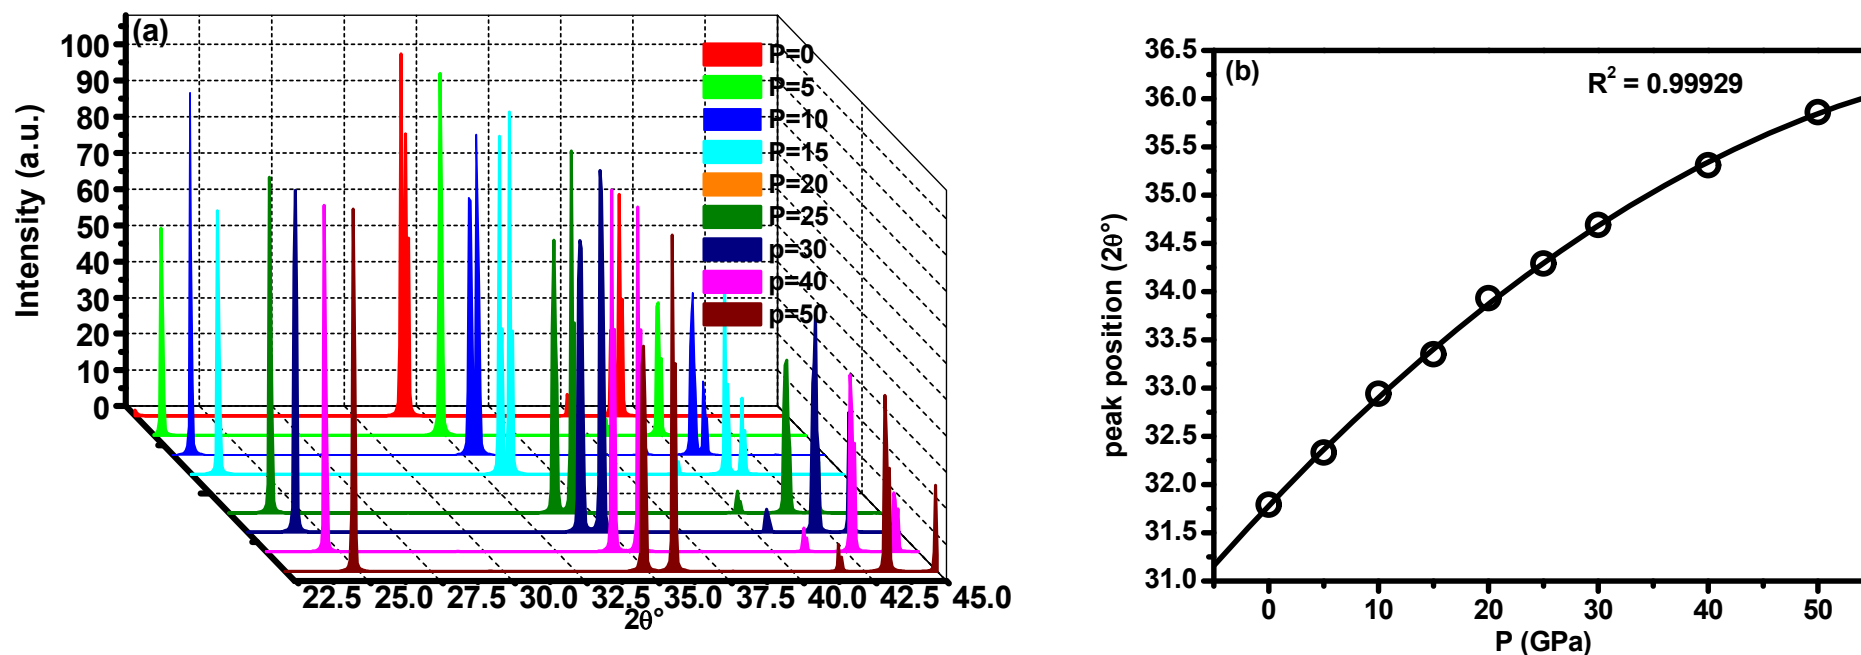 (a)
100
90
80
70
60
50
40
30
20
10
0
Intensity (a.u.)
P=0
P=5
P=10
P=15
P=20
P=25
p=30
p=40
p=50
22.5 25.0 27.5 30.0 32.5 35.0 37.5 40.0 42.5 45.0
2θ°
(b)
R² = 0.99929
36.5
36.0
35.5
35.0
34.5
34.0
33.5
33.0
32.5
32.0
31.5
31.0
peak position (2θ°)
0 10 20 30 40 50
P (GPa)